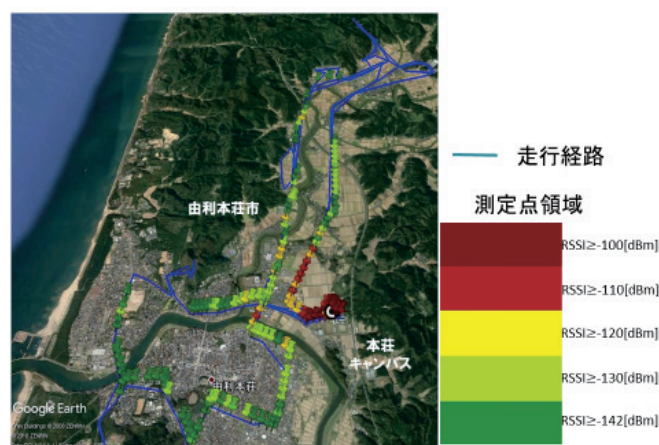 由利本荘市
由利本荘
本荘
キャンパス
Google Earth
走行経路
測定点領域
RSSI≥-100[dBm]
RSSI≥-110[dBm]
RSSI≥-120[dBm]
RSSI≥-130[dBm]
RSSI≥-142[dBm]